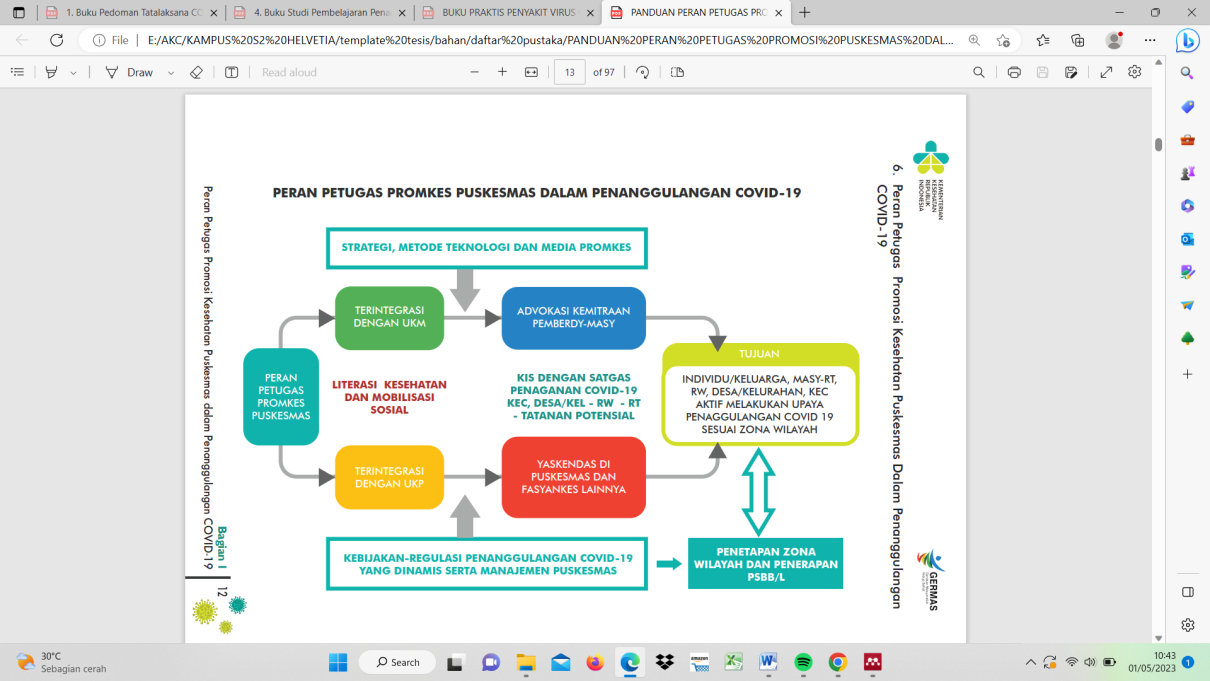 1. Buku Pedoman Tatalaksana CO
4. Buku Studi Pembelajaran Pena
BUKU PRAKTIS PENYAKIT VIRUS
PANDUAN PERAN PETUGAS PRO
File
E:/AKC/KAMPUS%20S2%20HELVETIA/template%20tesis/bahan/daftar%20pustaka/PANDUAN%20PERAN%20PETUGAS%20PROMOSI%20PUSKESMAS%20DAL...
Draw
Read aloud
13
of 97
KEMENTERIAN
KESEHATAN
REPUBLIK
INDONESIA
6. Peran Petugas Promosi Kesehatan Puskesmas Dalam Penanggulangan
COVID-19
PERAN PETUGAS PROMKES PUSKESMAS DALAM PENANGGULANGAN COVID-19
STRATEGI, METODE TEKNOLOGI DAN MEDIA PROMKES
TERINTEGRASI
DENGAN UKM
ADVOKASI KEMITRAAN
PEMBERDY-MASY
PERAN
PETUGAS
PROMKES
PUSKESMAS
LITERASI KESEHATAN
DAN MOBILISASI
SOSIAL
KIS DENGAN SATGAS
PENAGANAN COVID-19
KEC, DESA/KEL - RW - RT
- TATANAN POTENSIAL
TUJUAN
INDIVIDU/KELUARGA, MASY-RT,
RW, DESA/KELURAHAN, KEC
AKTIF MELAKUKAN UPAYA
PENAGGULANGAN COVID 19
SESUAI ZONA WILAYAH
TERINTEGRASI
DENGAN UKP
YASKENDAS DI
PUSKESMAS DAN
FASYANKES LAINNYA
KEBIJAKAN-REGULASI PENANGGULANGAN COVID-19
YANG DINAMIS SERTA MANAJEMEN PUSKESMAS
PENETAPAN ZONA
WILAYAH DAN PENERAPAN
PSBB/L
GERMAS
Bagian I
Peran Petugas Promosi Kesehatan Puskesmas dalam Penanggulangan COVID-19
12
30°C
Sebagian cerah
Search
amazon
10:43
01/05/2023
1